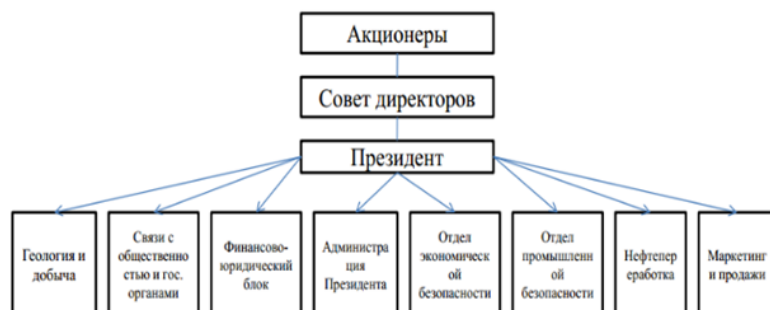 Акционеры
Совет директоров
Президент
Геология и
добыча
Связи с
общественно
стью и гос.
органами
Финансово-
юридический
блок
Администра
ция
Президента
Отдел
экономическ
ой
безопасности
Отдел
промышленн
ой
безопасности
Нефтепер
еработка
Маркетинг
и продажи